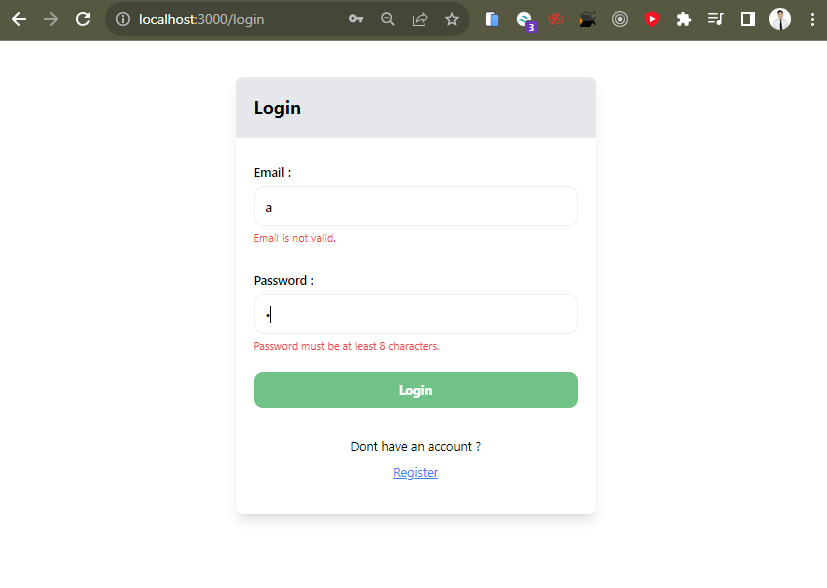 localhost:3000/login
3
Login
Email :
a
Email is not valid.
Password :
•
Password must be at least 8 characters.
Login
Dont have an account ?
Register